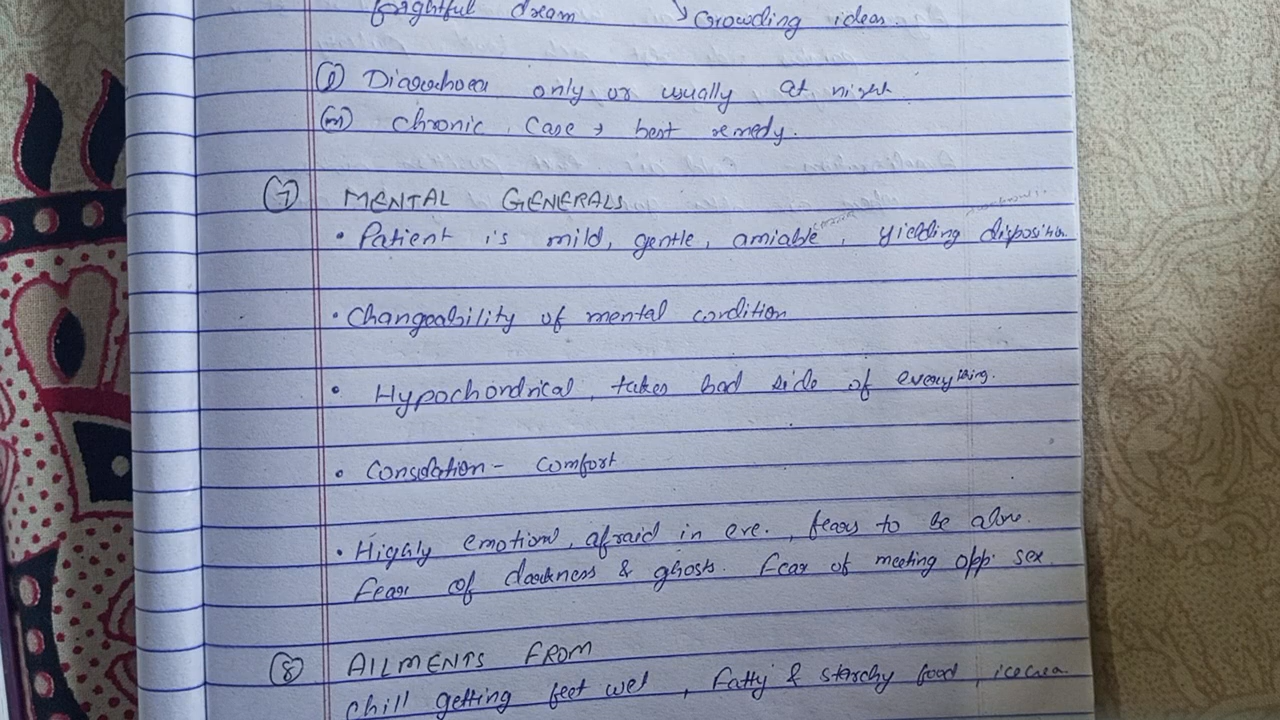 frightful dream ↘ Crowding ideas.
(l) Diarrhoea only or usually at night
(m) chronic case → best remedy.
(7) MENTAL GENERALS
• Patient is mild, gentle, amiable, yielding disposition
• Changeability of mental condition
• Hypochondrical, takes bad side of everything.
• Consolation - comfort
• Highly emotional, afraid in eve., fears to be alone.
Fear of darkness & ghosts. Fear of meeting opp. sex.
(8) AILMENTS FROM
chill getting feet wet, fatty & starchy food, icecrea